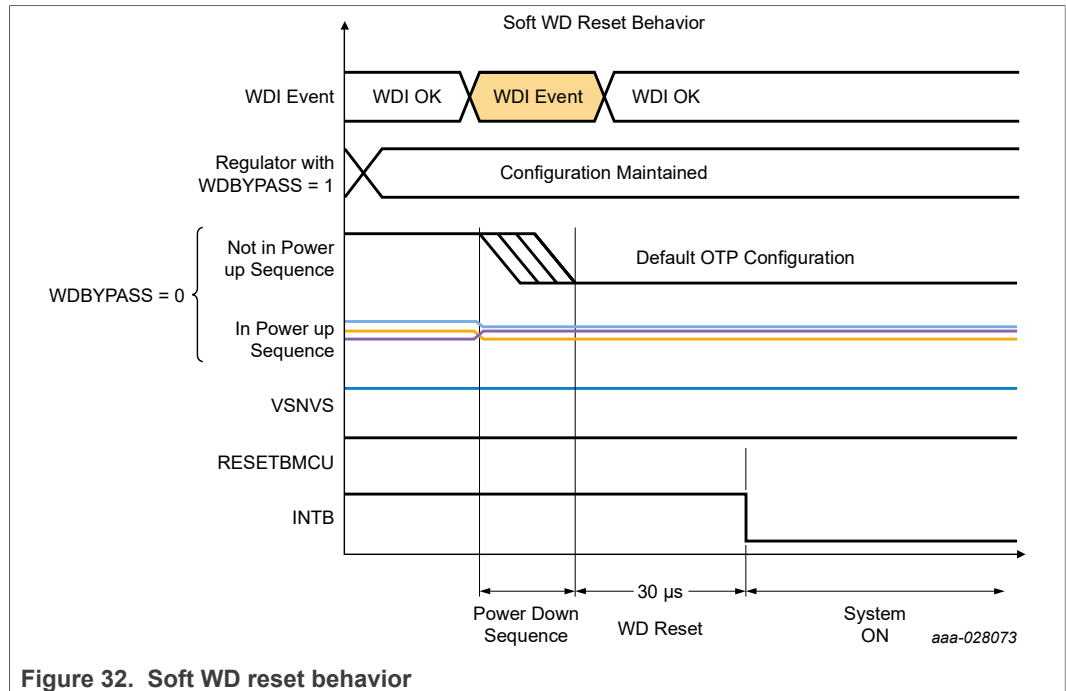 Soft WD Reset Behavior
WDI Event
WDI OK
WDI Event
WDI OK
Regulator with
WDBYPASS = 1
Configuration Maintained
WDBYPASS = 0
Not in Power
up Sequence
Default OTP Configuration
In Power up
Sequence
VSNVS
RESETBMCU
INTB
30 µs
Power Down
Sequence
WD Reset
System
ON
aaa-028073
Figure 32. Soft WD reset behavior